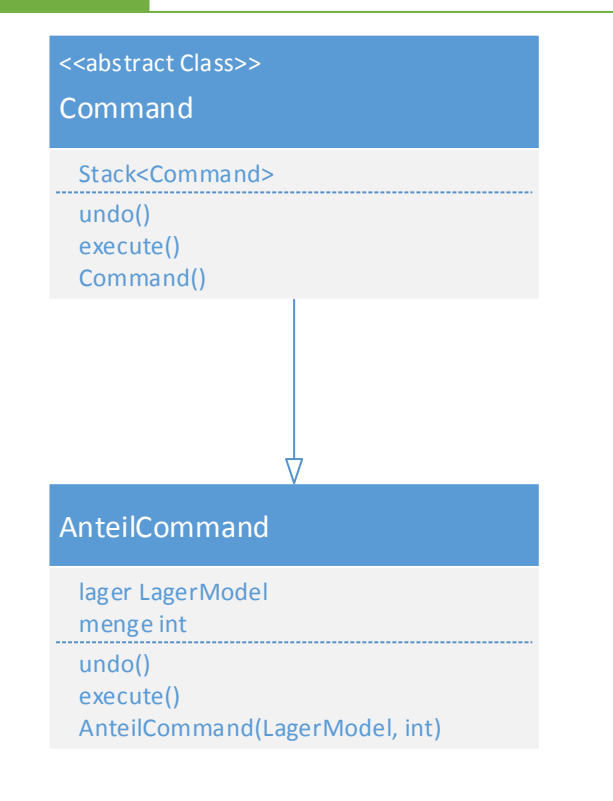 <<abstract Class>>
Command
Stack<Command>
undo()
execute()
Command()
AnteilCommand
lager LagerModel
menge int
undo()
execute()
AnteilCommand(LagerModel, int)